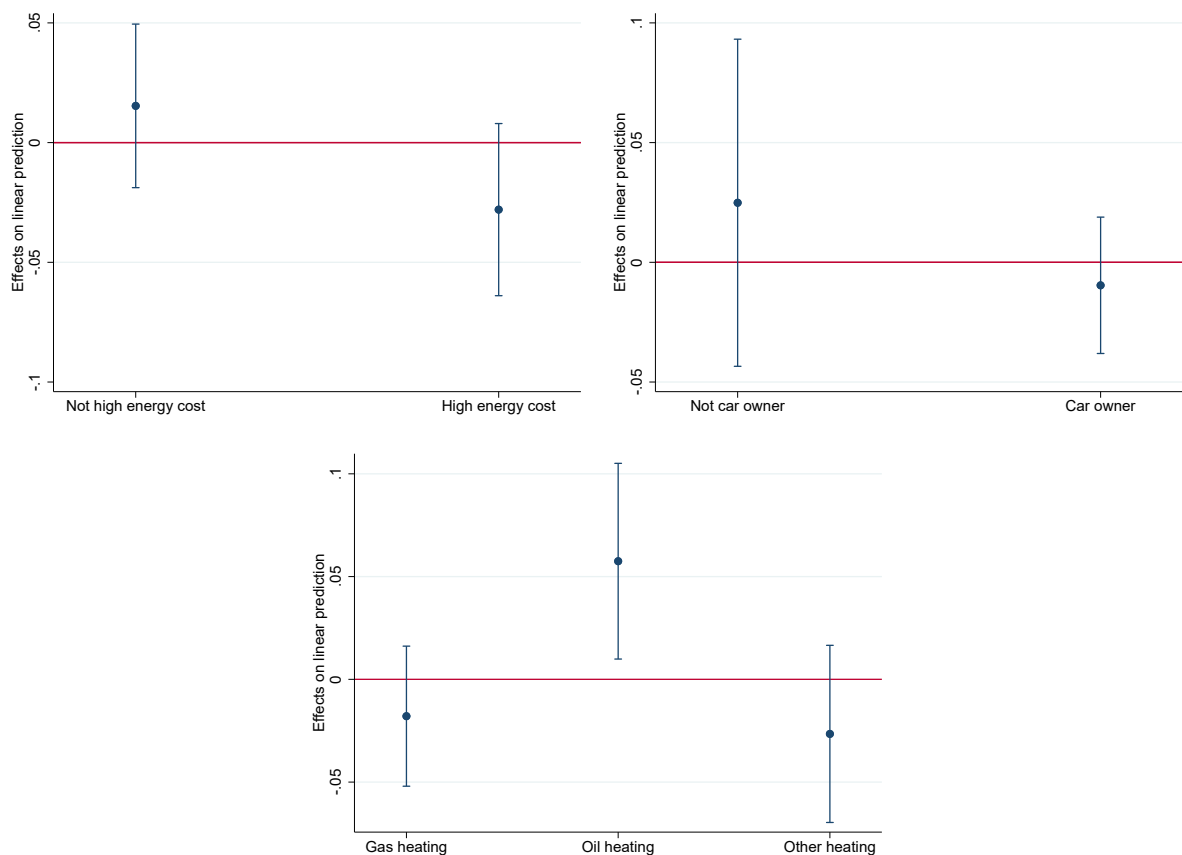 Effects on linear prediction
.05
0
-.05
-.1
Not high energy cost
High energy cost
Effects on linear prediction
.1
.05
0
-.05
Not car owner
Car owner
Effects on linear prediction
.1
.05
0
-.05
Gas heating
Oil heating
Other heating